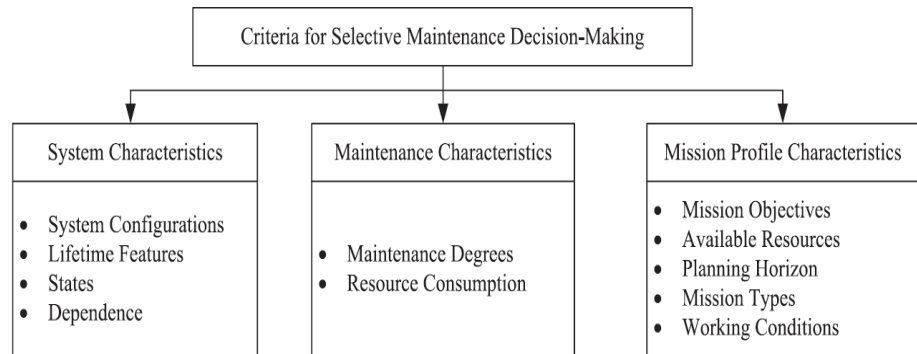 Criteria for Selective Maintenance Decision-Making
System Characteristics
• System Configurations
• Lifetime Features
• States
• Dependence
Maintenance Characteristics
• Maintenance Degrees
• Resource Consumption
Mission Profile Characteristics
• Mission Objectives
• Available Resources
• Planning Horizon
• Mission Types
• Working Conditions